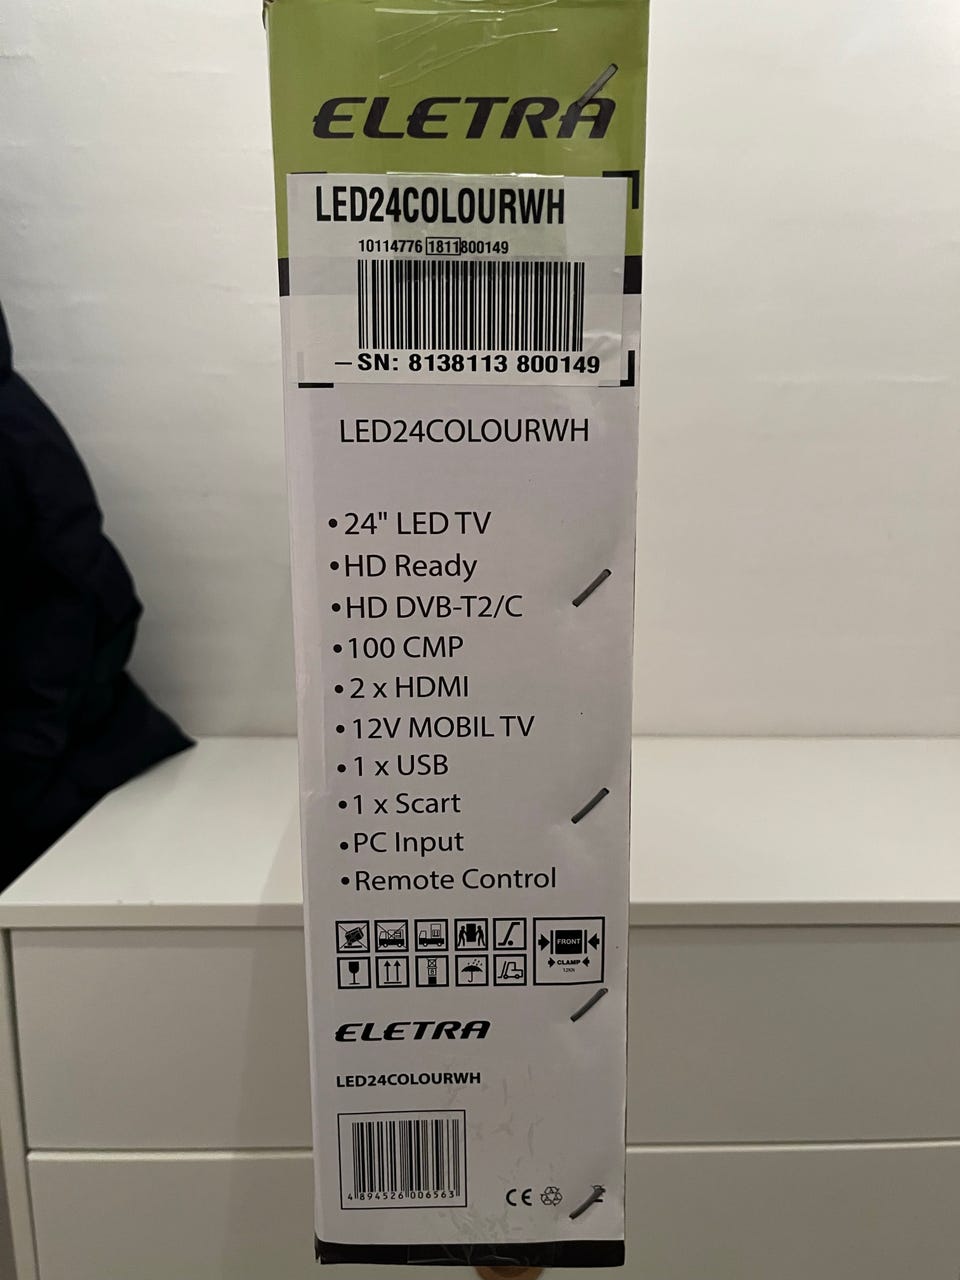 ELETRA
LED24COLOURWH
10114776 1811800149
–SN: 8138113 800149
LED24COLOURWH
•24" LED TV
•HD Ready
•HD DVB-T2/C
•100 CMP
•2 x HDMI
•12V MOBIL TV
•1 x USB
•1 x Scart
•PC Input
•Remote Control
FRONT
CLAMP
12KN
ELETRA
LED24COLOURWH
4 894526 006563
CE